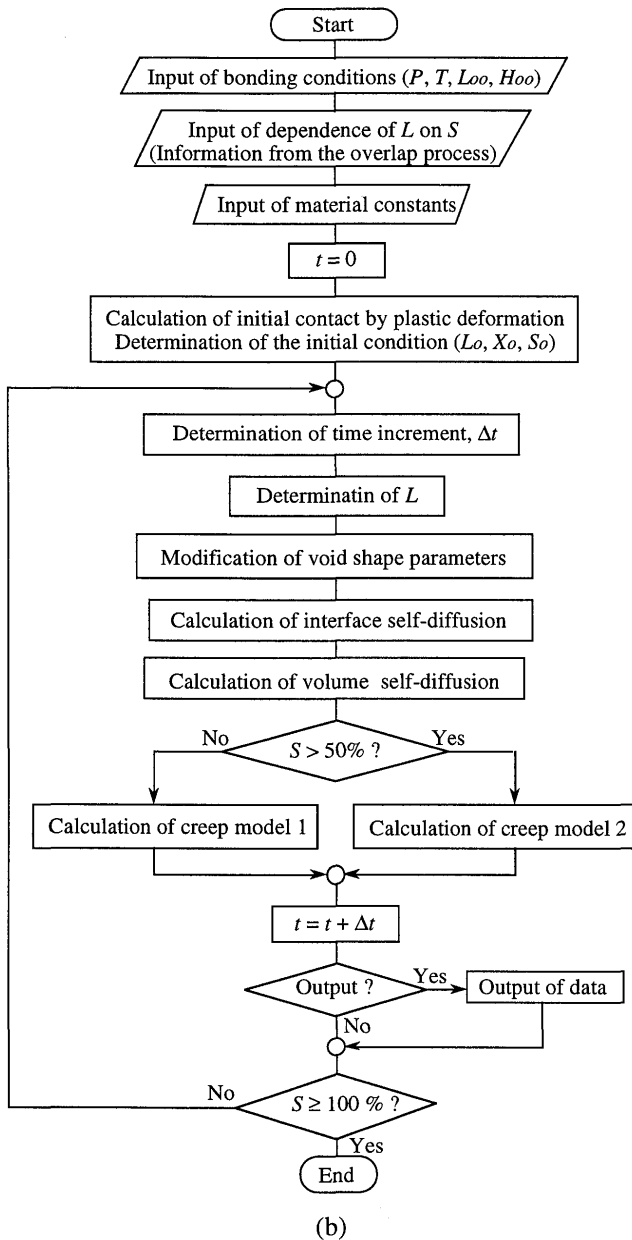 Start
Input of bonding conditions (P, T, Loo, Hoo)
Input of dependence of L on S
(Information from the overlap process)
Input of material constants
t = 0
Calculation of initial contact by plastic deformation
Determination of the initial condition (Lo, Xo, So)
Determination of time increment, Δt
Determinatin of L
Modification of void shape parameters
Calculation of interface self-diffusion
Calculation of volume self-diffusion
No
S > 50% ?
Yes
Calculation of creep model 1
Calculation of creep model 2
t = t + Δt
Output ?
Yes
Output of data
No
No
S ≥ 100 % ?
Yes
End
(b)